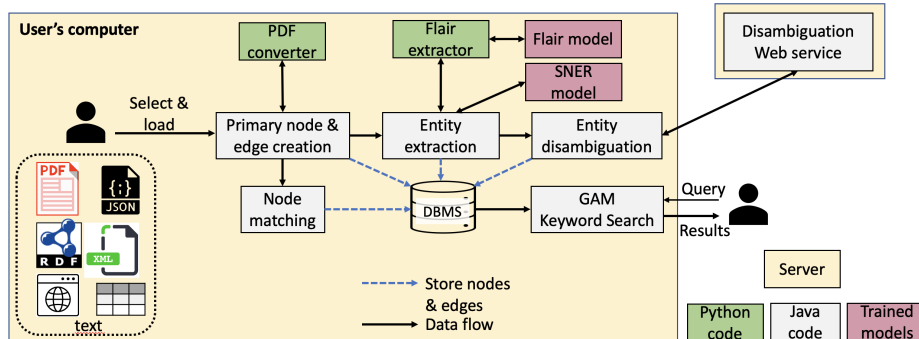 User's computer
PDF
converter
Flair
extractor
Flair model
SNER
model
Disambiguation
Web service
Select &
load
Primary node &
edge creation
Entity
extraction
Entity
disambiguation
PDF
{;}
JSON
RDF
XML
text
Node
matching
DBMS
GAM
Keyword Search
Query
Results
Store nodes
& edges
Data flow
Server
Python
code
Java
code
Trained
models